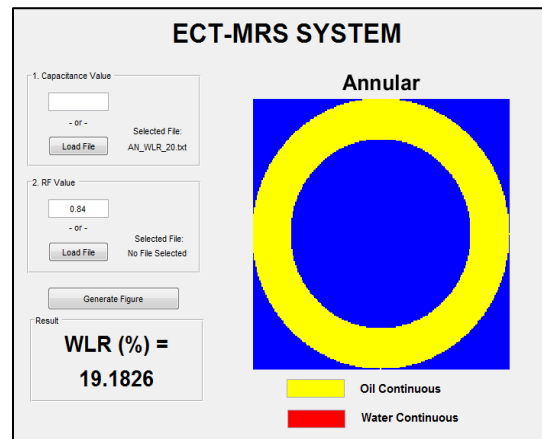 ECT-MRS SYSTEM
1. Capacitance Value
- or -
Load File
Selected File:
AN_WLR_20.txt
2. RF Value
0.84
- or -
Load File
Selected File:
No File Selected
Generate Figure
Result
WLR (%) =
19.1826
Annular
Oil Continuous
Water Continuous